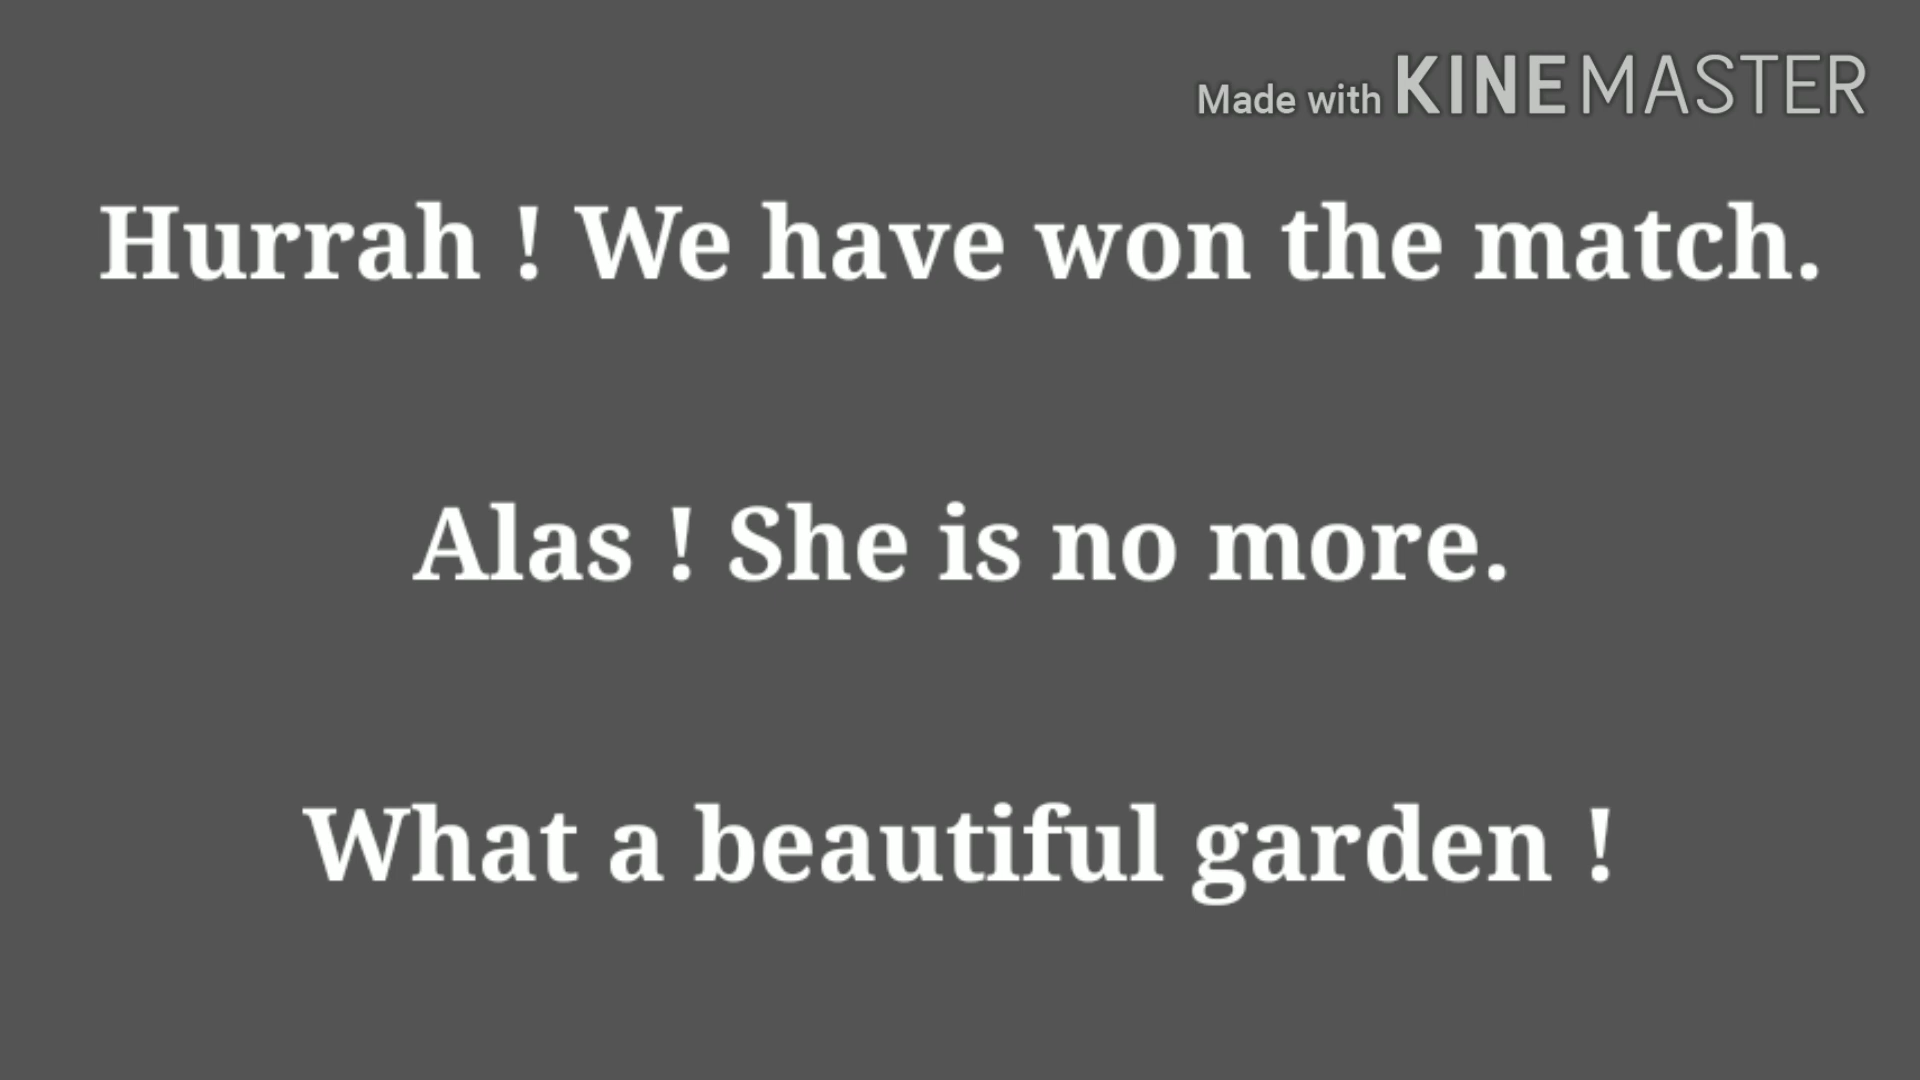 Made with KINEMASTER
Hurrah ! We have won the match.
Alas ! She is no more.
What a beautiful garden !